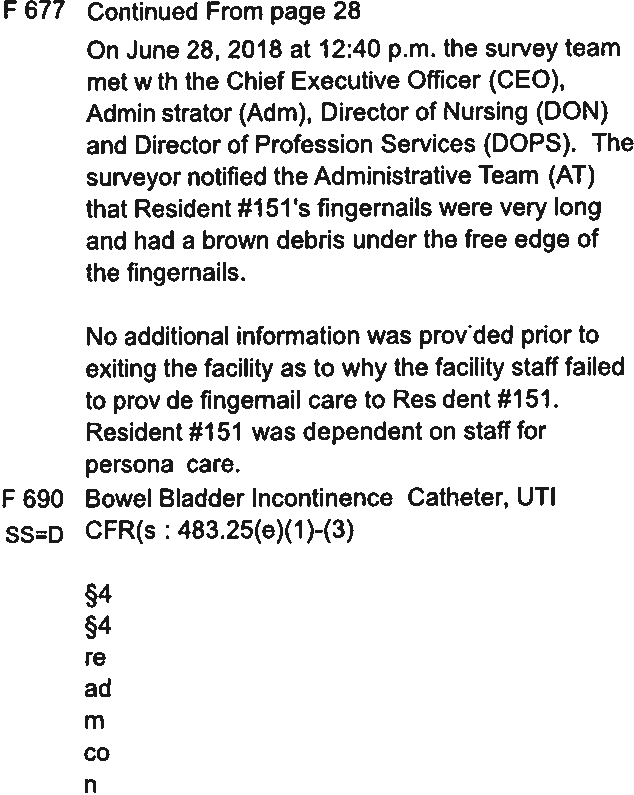 F 677 Continued From page 28
On June 28, 2018 at 12:40 p.m. the survey team
met w th the Chief Executive Officer (CEO),
Admin strator (Adm), Director of Nursing (DON)
and Director of Profession Services (DOPS). The
surveyor notified the Administrative Team (AT)
that Resident #151's fingernails were very long
and had a brown debris under the free edge of
the fingernails.
No additional information was prov ded prior to
exiting the facility as to why the facility staff failed
to prov de fingernail care to Res dent #151.
Resident #151 was dependent on staff for
persona care.
F 690 Bowel Bladder Incontinence Catheter, UTI
SS=D CFR(s : 483.25(e)(1)-(3)
§4
§4
re
ad
m
co
n